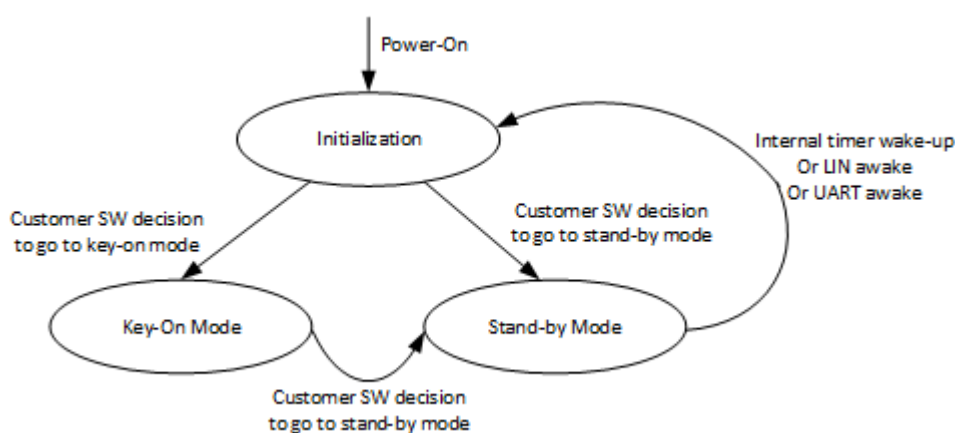 Power-On
Initialization
Internal timer wake-up
Or LIN awake
Or UART awake
Customer SW decision
to go to key-on mode
Customer SW decision
to go to stand-by mode
Key-On Mode
Stand-by Mode
Customer SW decision
to go to stand-by mode